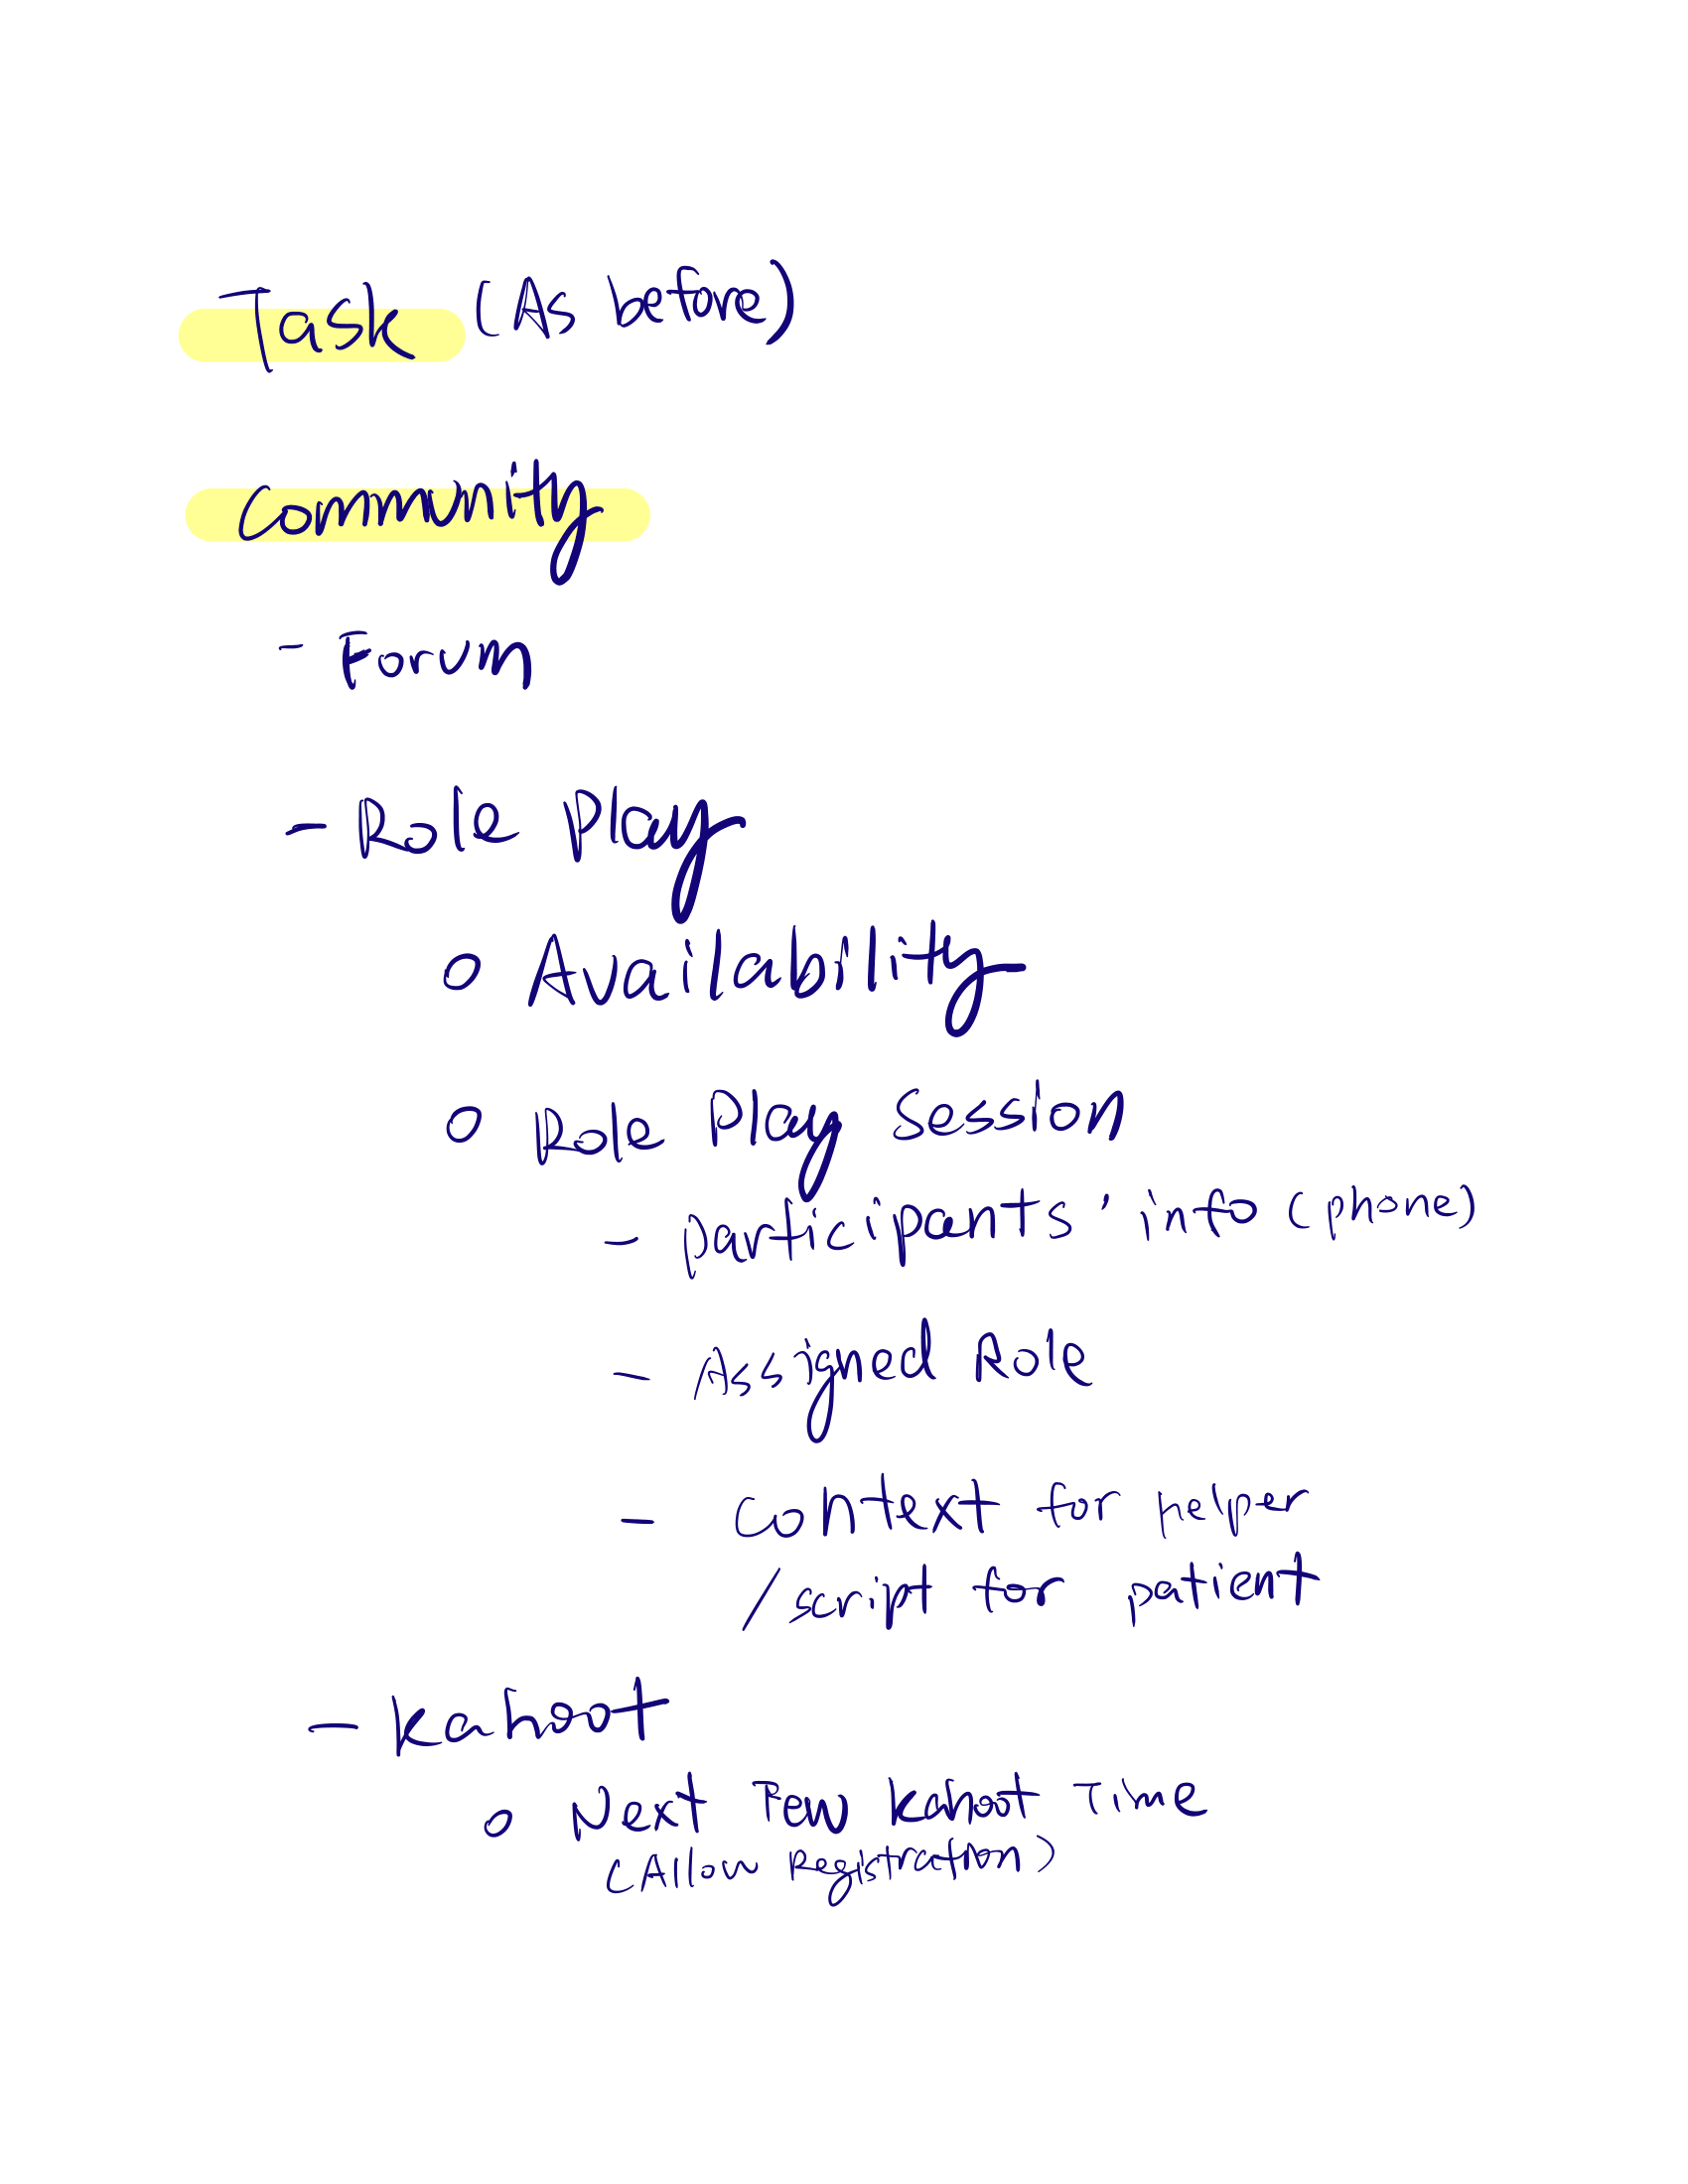 Task (As before)
Community
- Forum
- Role Play
o Availability
o Role Play Session
- participants' info (phone)
- Assigned Role
- Context for helper
/script for patient
- Kahoot
o Next Few Kahoot Time
(Allow Registration)